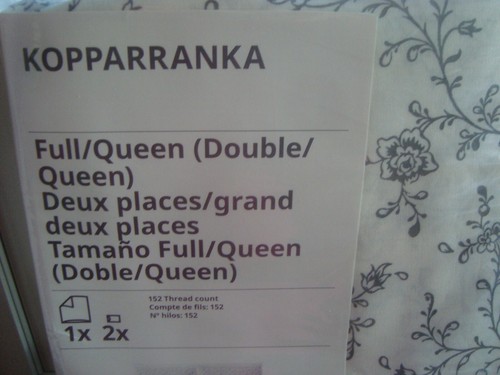 KOPPARRANKA
Full/Queen (Double/
Queen)
Deux places/grand
deux places
Tamaño Full/Queen
(Doble/Queen)
152 Thread count
Compte de fils: 152
Nº hilos: 152
1x 2x